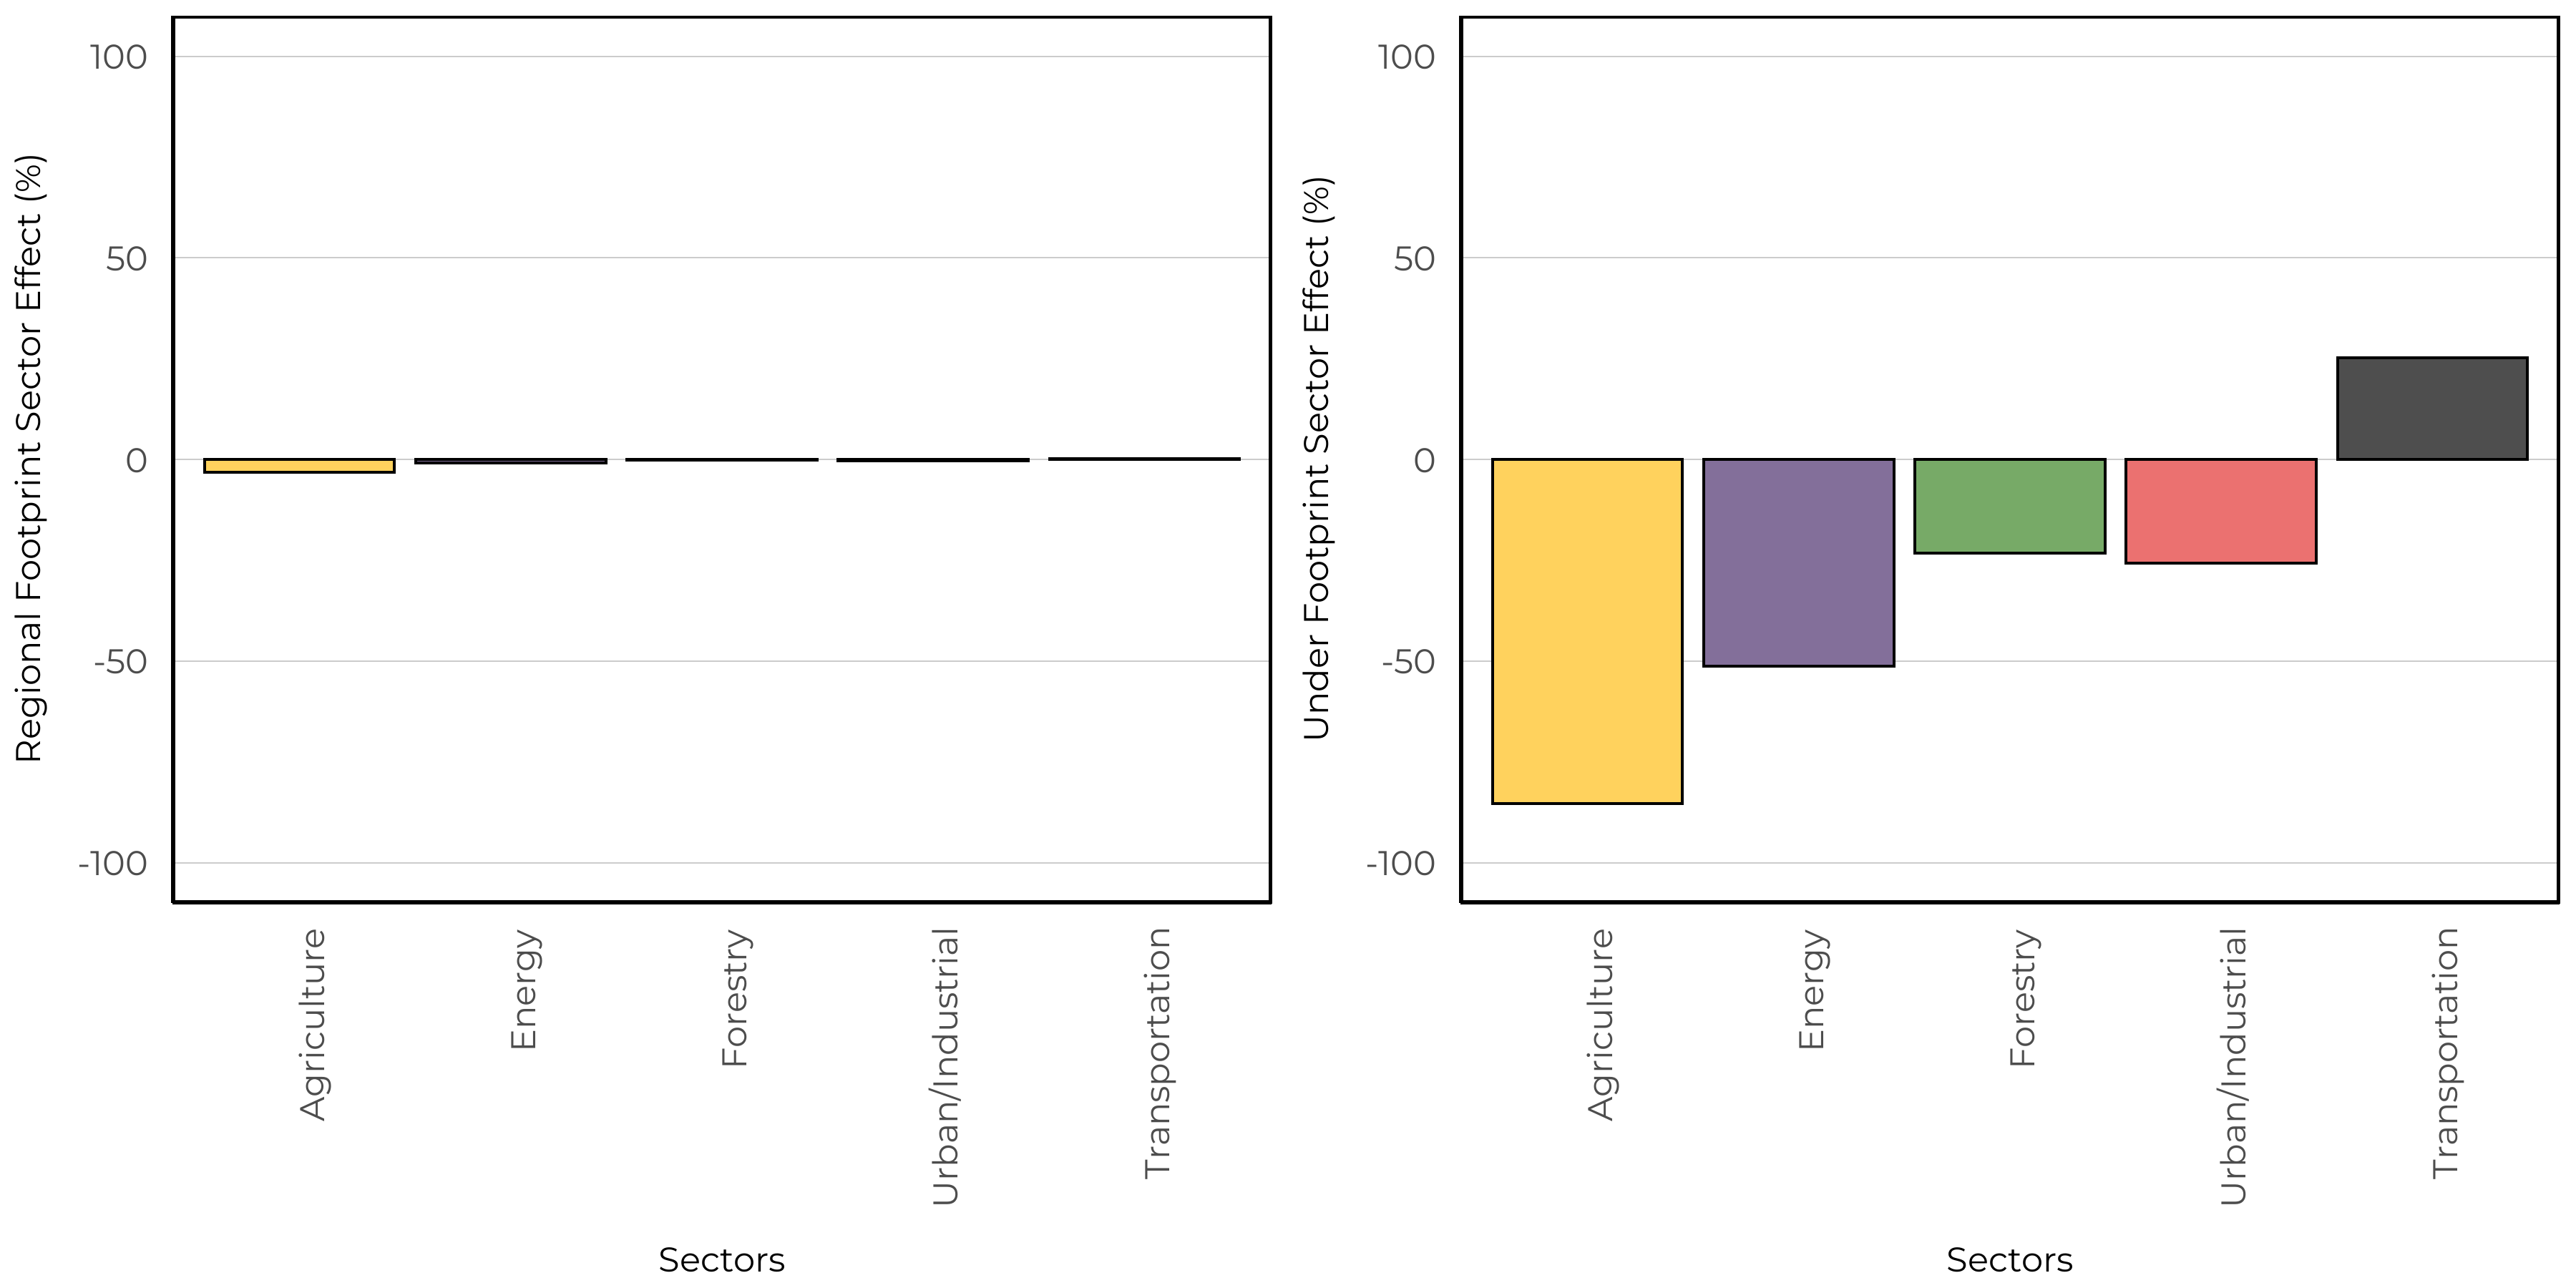 Regional Footprint Sector Effect (%)
100
50
0
-50
-100
Agriculture
Energy
Forestry
Urban/Industrial
Transportation
Sectors
Under Footprint Sector Effect (%)
100
50
0
-50
-100
Agriculture
Energy
Forestry
Urban/Industrial
Transportation
Sectors